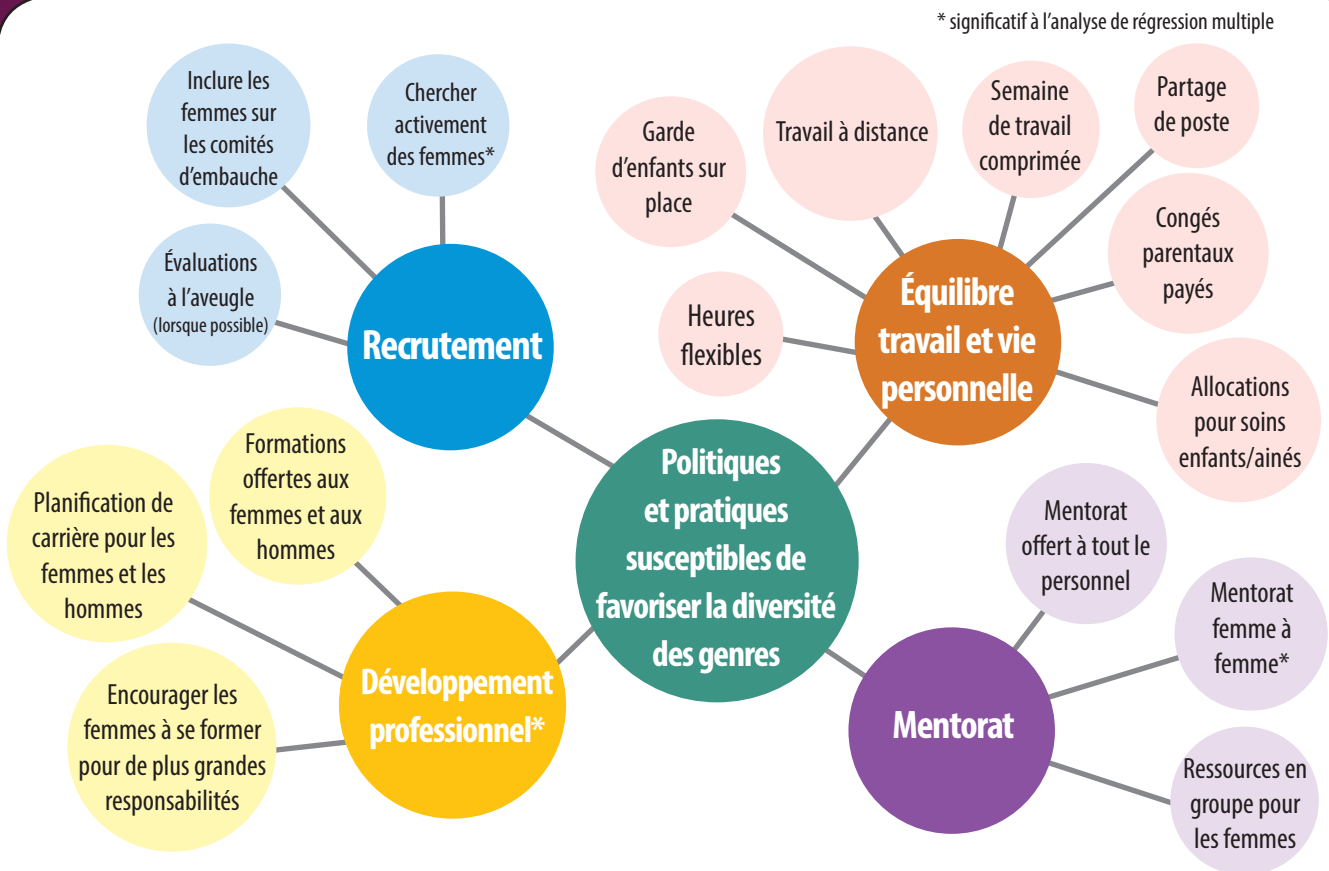 * significatif à l'analyse de régression multiple
Inclure les
femmes sur
les comités
d'embauche
Chercher
activement
des femmes*
Évaluations
à l'aveugle
(lorsque possible)
Recrutement
Garde
d'enfants sur
place
Travail à distance
Semaine
de travail
comprimée
Partage
de poste
Congés
parentaux
payés
Heures
flexibles
Équilibre
travail et vie
personnelle
Allocations
pour soins
enfants/ainés
Politiques
et pratiques
susceptibles de
favoriser la diversité
des genres
Formations
offertes aux
femmes et aux
hommes
Planification de
carrière pour les
femmes et les
hommes
Encourager les
femmes à se former
pour de plus grandes
responsabilités
Développement
professionnel*
Mentorat
offert à tout le
personnel
Mentorat
femme à
femme*
Mentorat
Ressources en
groupe pour
les femmes